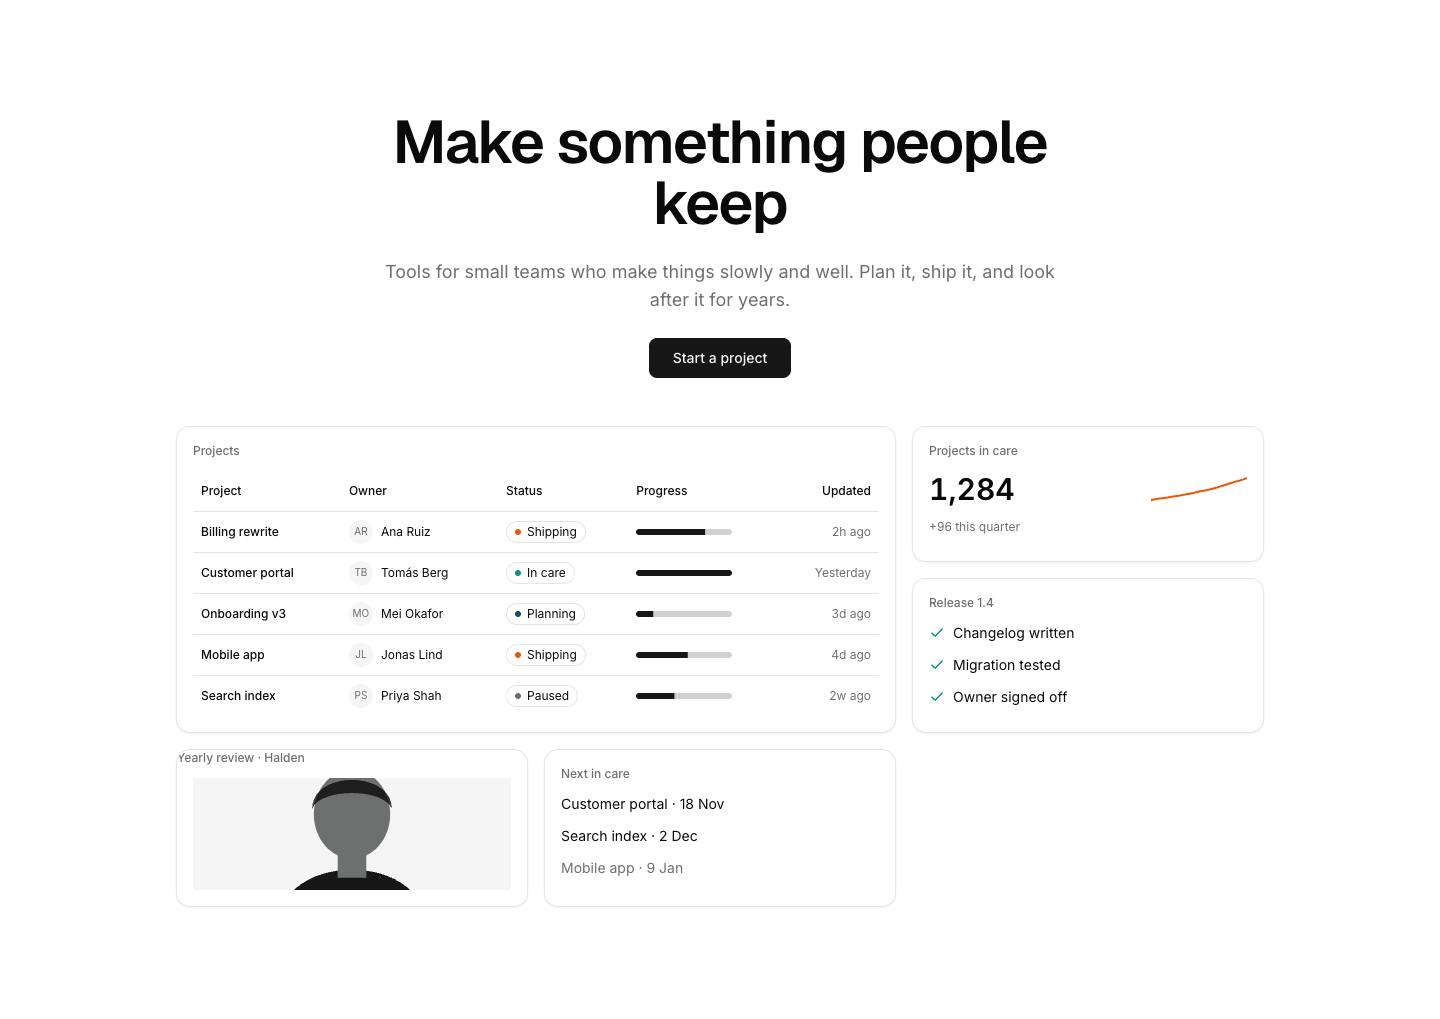 Make something people
keep
Tools for small teams who make things slowly and well. Plan it, ship it, and look
after it for years.
Start a project
Projects
Project Owner Status Progress Updated
Billing rewrite AR Ana Ruiz Shipping 2h ago
Customer portal TB Tomás Berg In care Yesterday
Onboarding v3 MO Mei Okafor Planning 3d ago
Mobile app JL Jonas Lind Shipping 4d ago
Search index PS Priya Shah Paused 2w ago
Projects in care
1,284
+96 this quarter
Release 1.4
Changelog written
Migration tested
Owner signed off
Yearly review · Halden
Next in care
Customer portal · 18 Nov
Search index · 2 Dec
Mobile app · 9 Jan